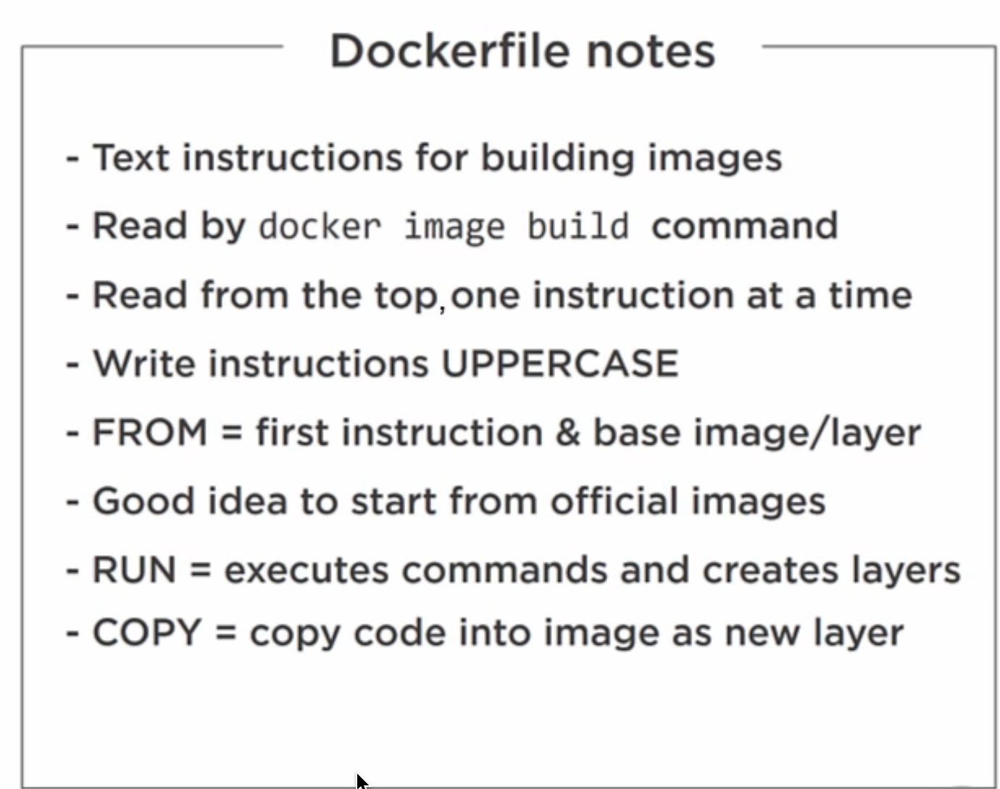 Dockerfile notes
- Text instructions for building images
- Read by docker image build command
- Read from the top, one instruction at a time
- Write instructions UPPERCASE
- FROM = first instruction & base image/layer
- Good idea to start from official images
- RUN = executes commands and creates layers
- COPY = copy code into image as new layer